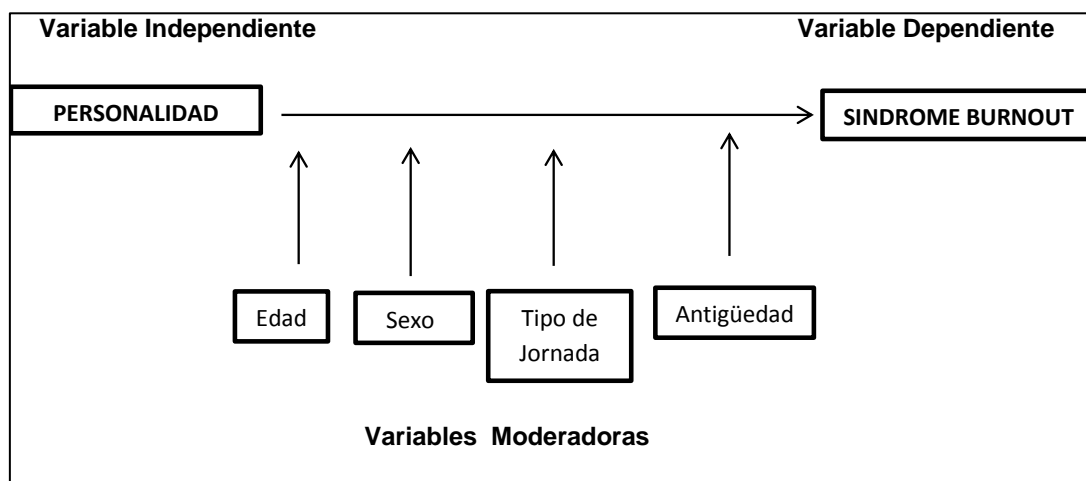 Variable Independiente
Variable Dependiente
PERSONALIDAD
SINDROME BURNOUT
Edad
Sexo
Tipo de
Jornada
Antigüedad
Variables Moderadoras